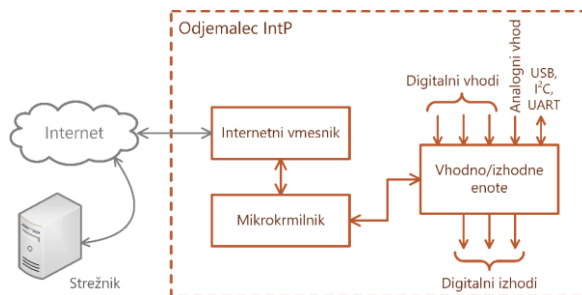 Odjemalec IntP
Internet
Strežnik
Internetni vmesnik
Mikrokrmilnik
Digitalni vhodi
Analogni vhod
USB,
I²C,
UART
Vhodno/izhodne
enote
Digitalni izhodi